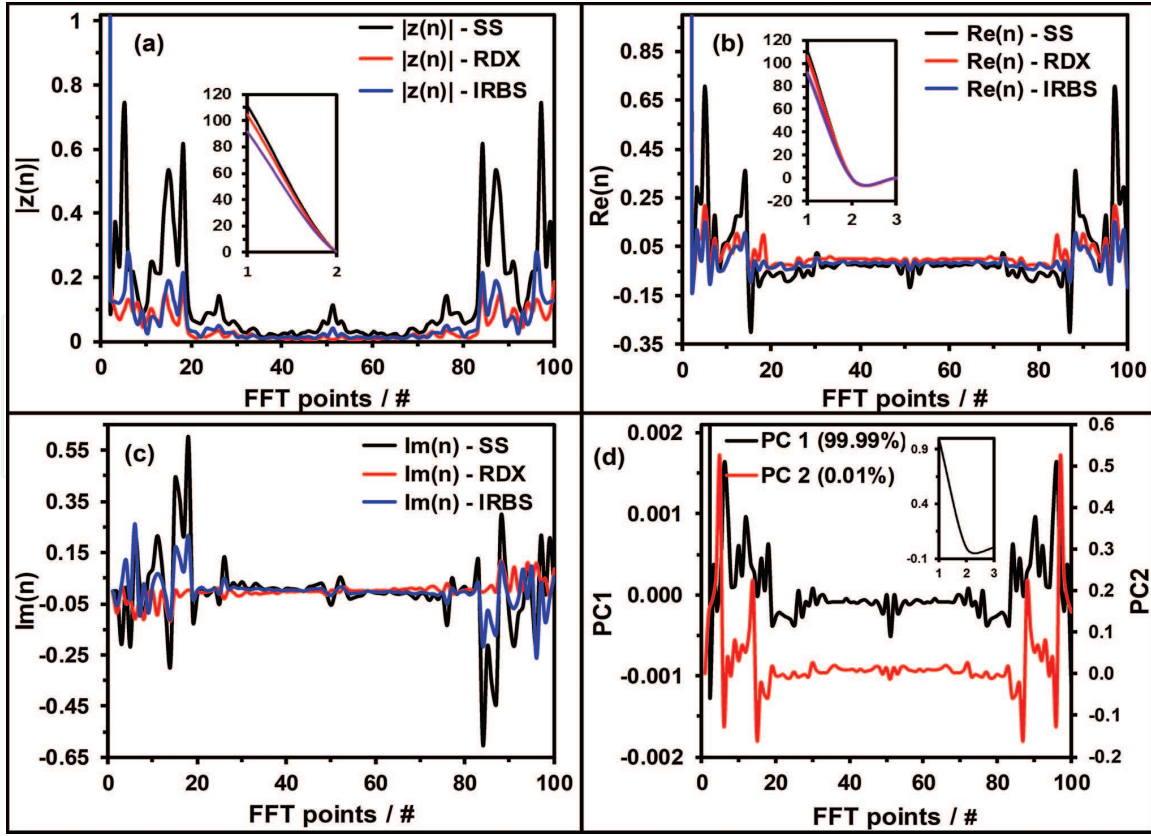 (a)
|z(n)| - SS
|z(n)| - RDX
|z(n)| - IRBS
1
0.8
0.6
0.4
0.2
0
|z(n)|
120
100
80
60
40
20
0
1 2
0 20 40 60 80 100
FFT points / #
(b)
Re(n) - SS
Re(n) - RDX
Re(n) - IRBS
0.95
0.65
0.35
0.05
-0.15
-0.35
Re(n)
120
100
80
60
40
20
0
-20
1 2 3
0 20 40 60 80 100
FFT points / #
(c)
Im(n) - SS
Im(n) - RDX
Im(n) - IRBS
0.55
0.35
0.15
-0.05
-0.25
-0.45
-0.65
Im(n)
0 20 40 60 80 100
FFT points / #
(d)
PC 1 (99.99%)
PC 2 (0.01%)
0.002
0.001
0.000
-0.001
-0.002
PC1
0.9
0.4
-0.1
1 2 3
0.6
0.5
0.4
0.3
0.2
0.1
0.0
-0.1
-0.2
PC2
0 20 40 60 80 100
FFT points / #